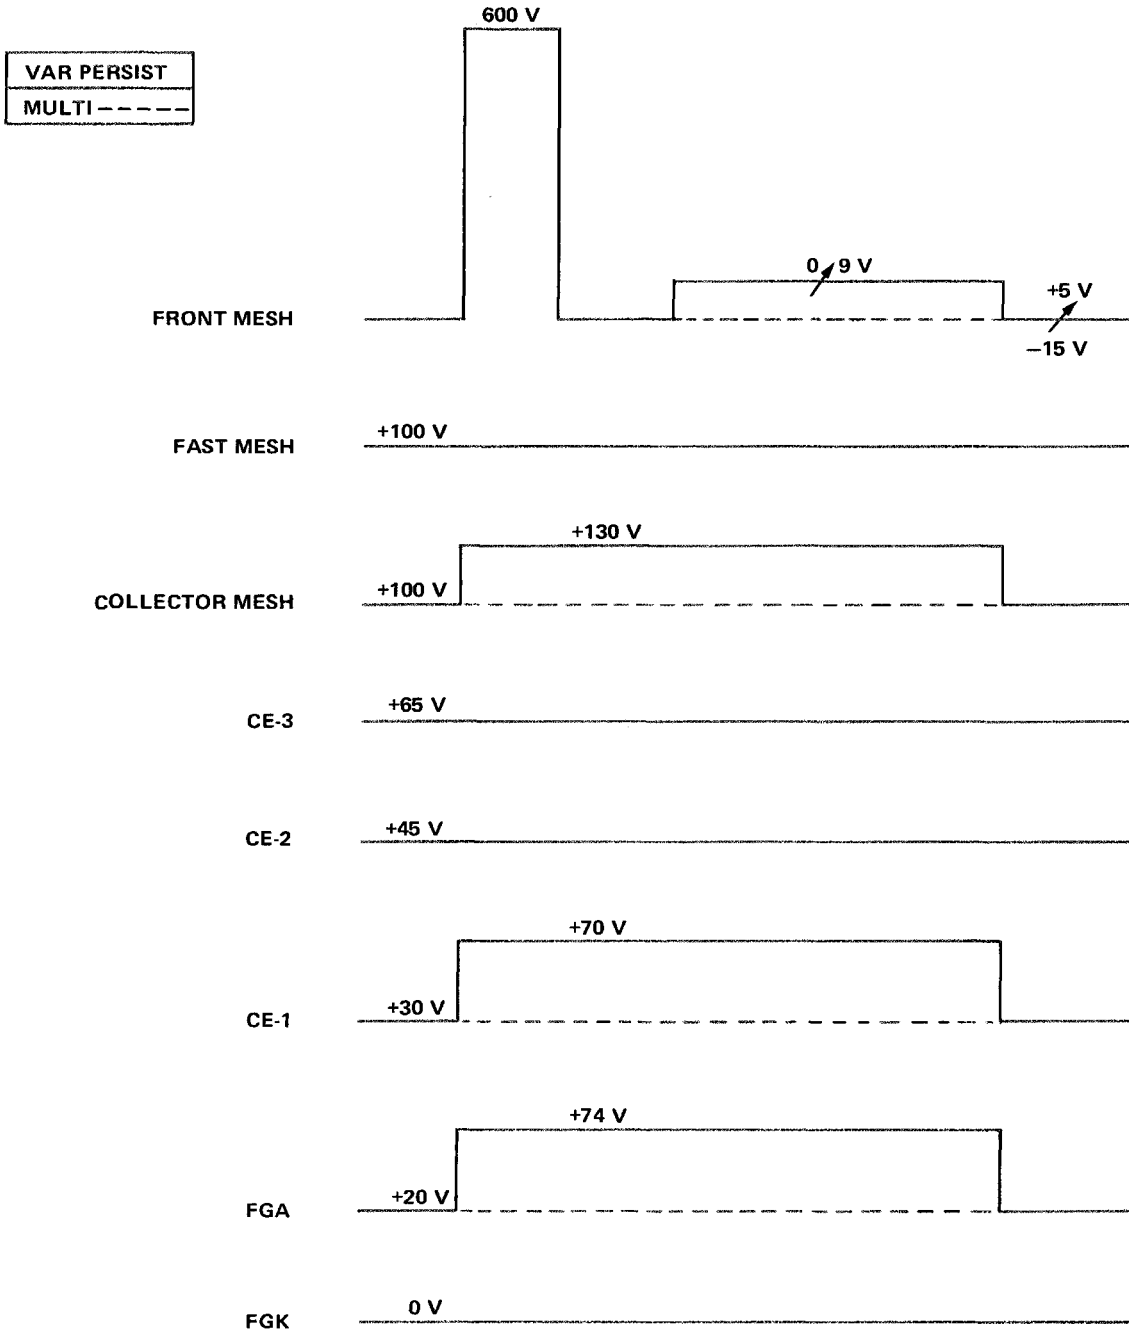 600 V
VAR PERSIST
MULTI
0 9 V
+5 V
FRONT MESH
−15 V
+100 V
FAST MESH
+130 V
+100 V
COLLECTOR MESH
+65 V
CE-3
+45 V
CE-2
+70 V
+30 V
CE-1
+74 V
+20 V
FGA
0 V
FGK